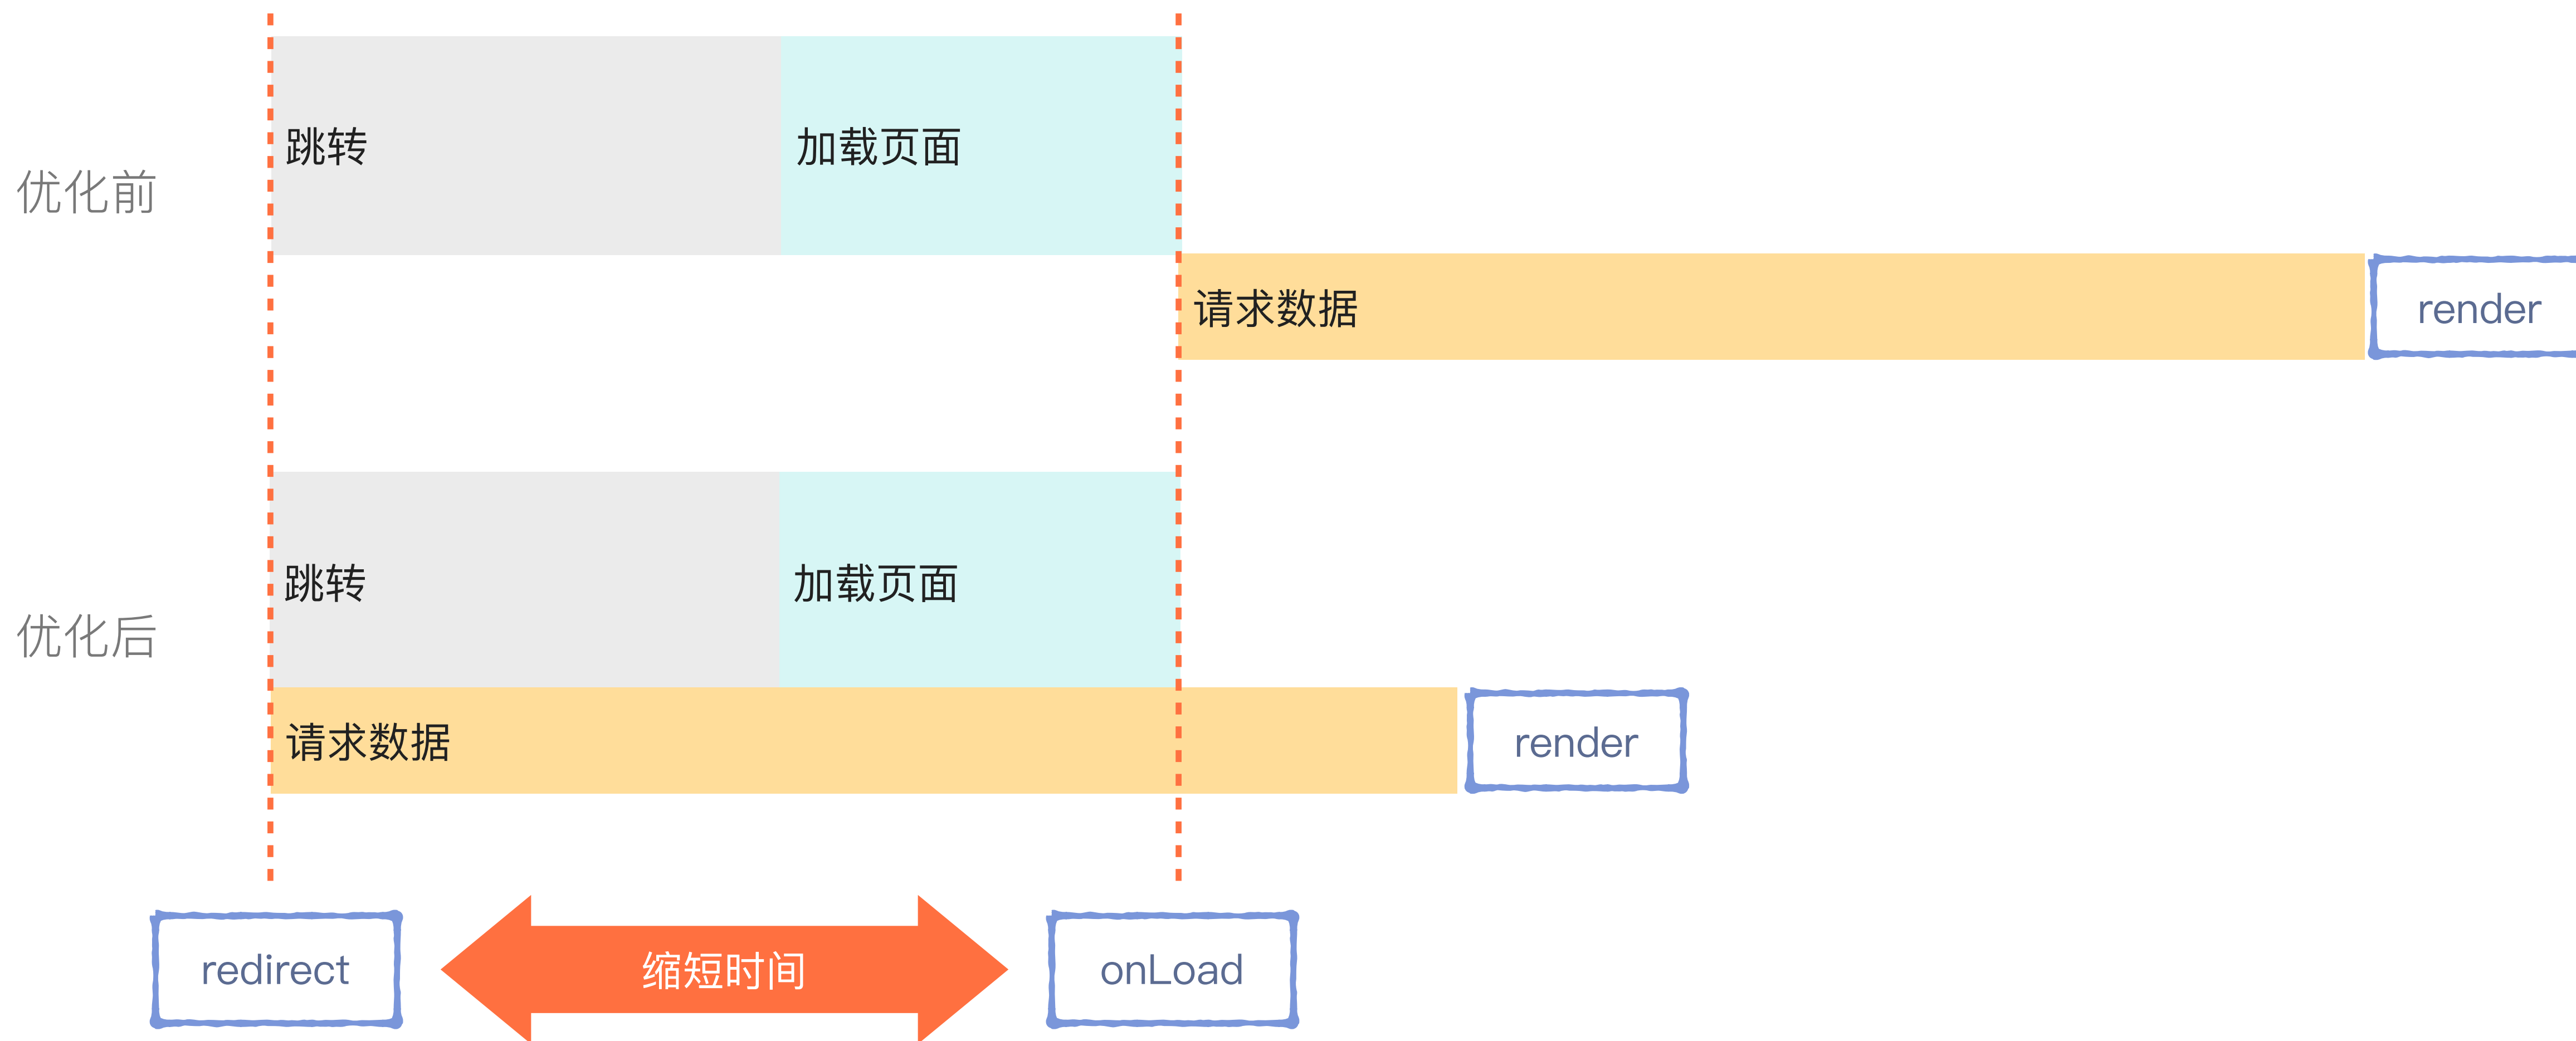 优化前
跳转
加载页面
请求数据
render
优化后
跳转
加载页面
请求数据
render
redirect
缩短时间
onLoad